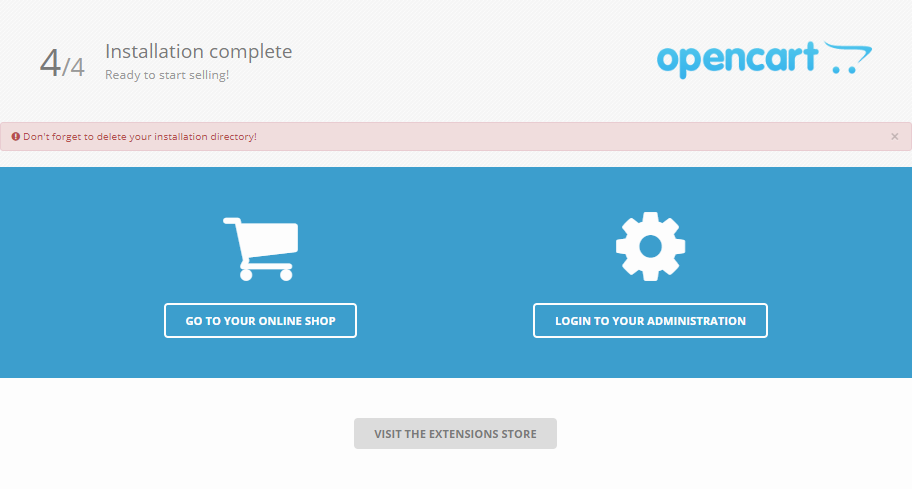 4/4
Installation complete
Ready to start selling!
opencart
Don't forget to delete your installation directory!
×
GO TO YOUR ONLINE SHOP
LOGIN TO YOUR ADMINISTRATION
VISIT THE EXTENSIONS STORE